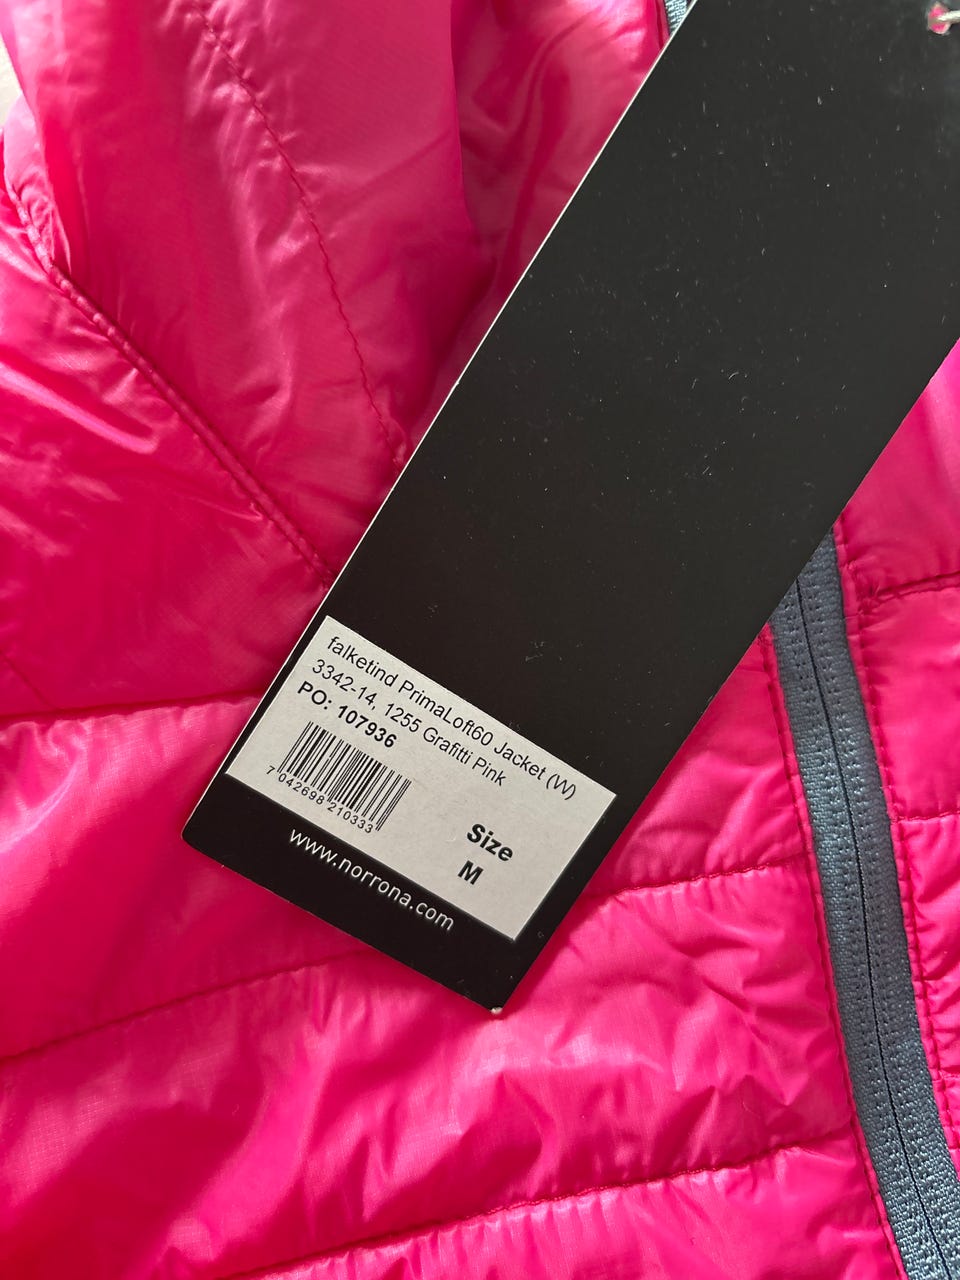 falketind PrimaLoft60 Jacket (W)
3342-14, 1255 Grafitti Pink
PO: 107936
7 042698 210333
Size
M
www.norrona.com